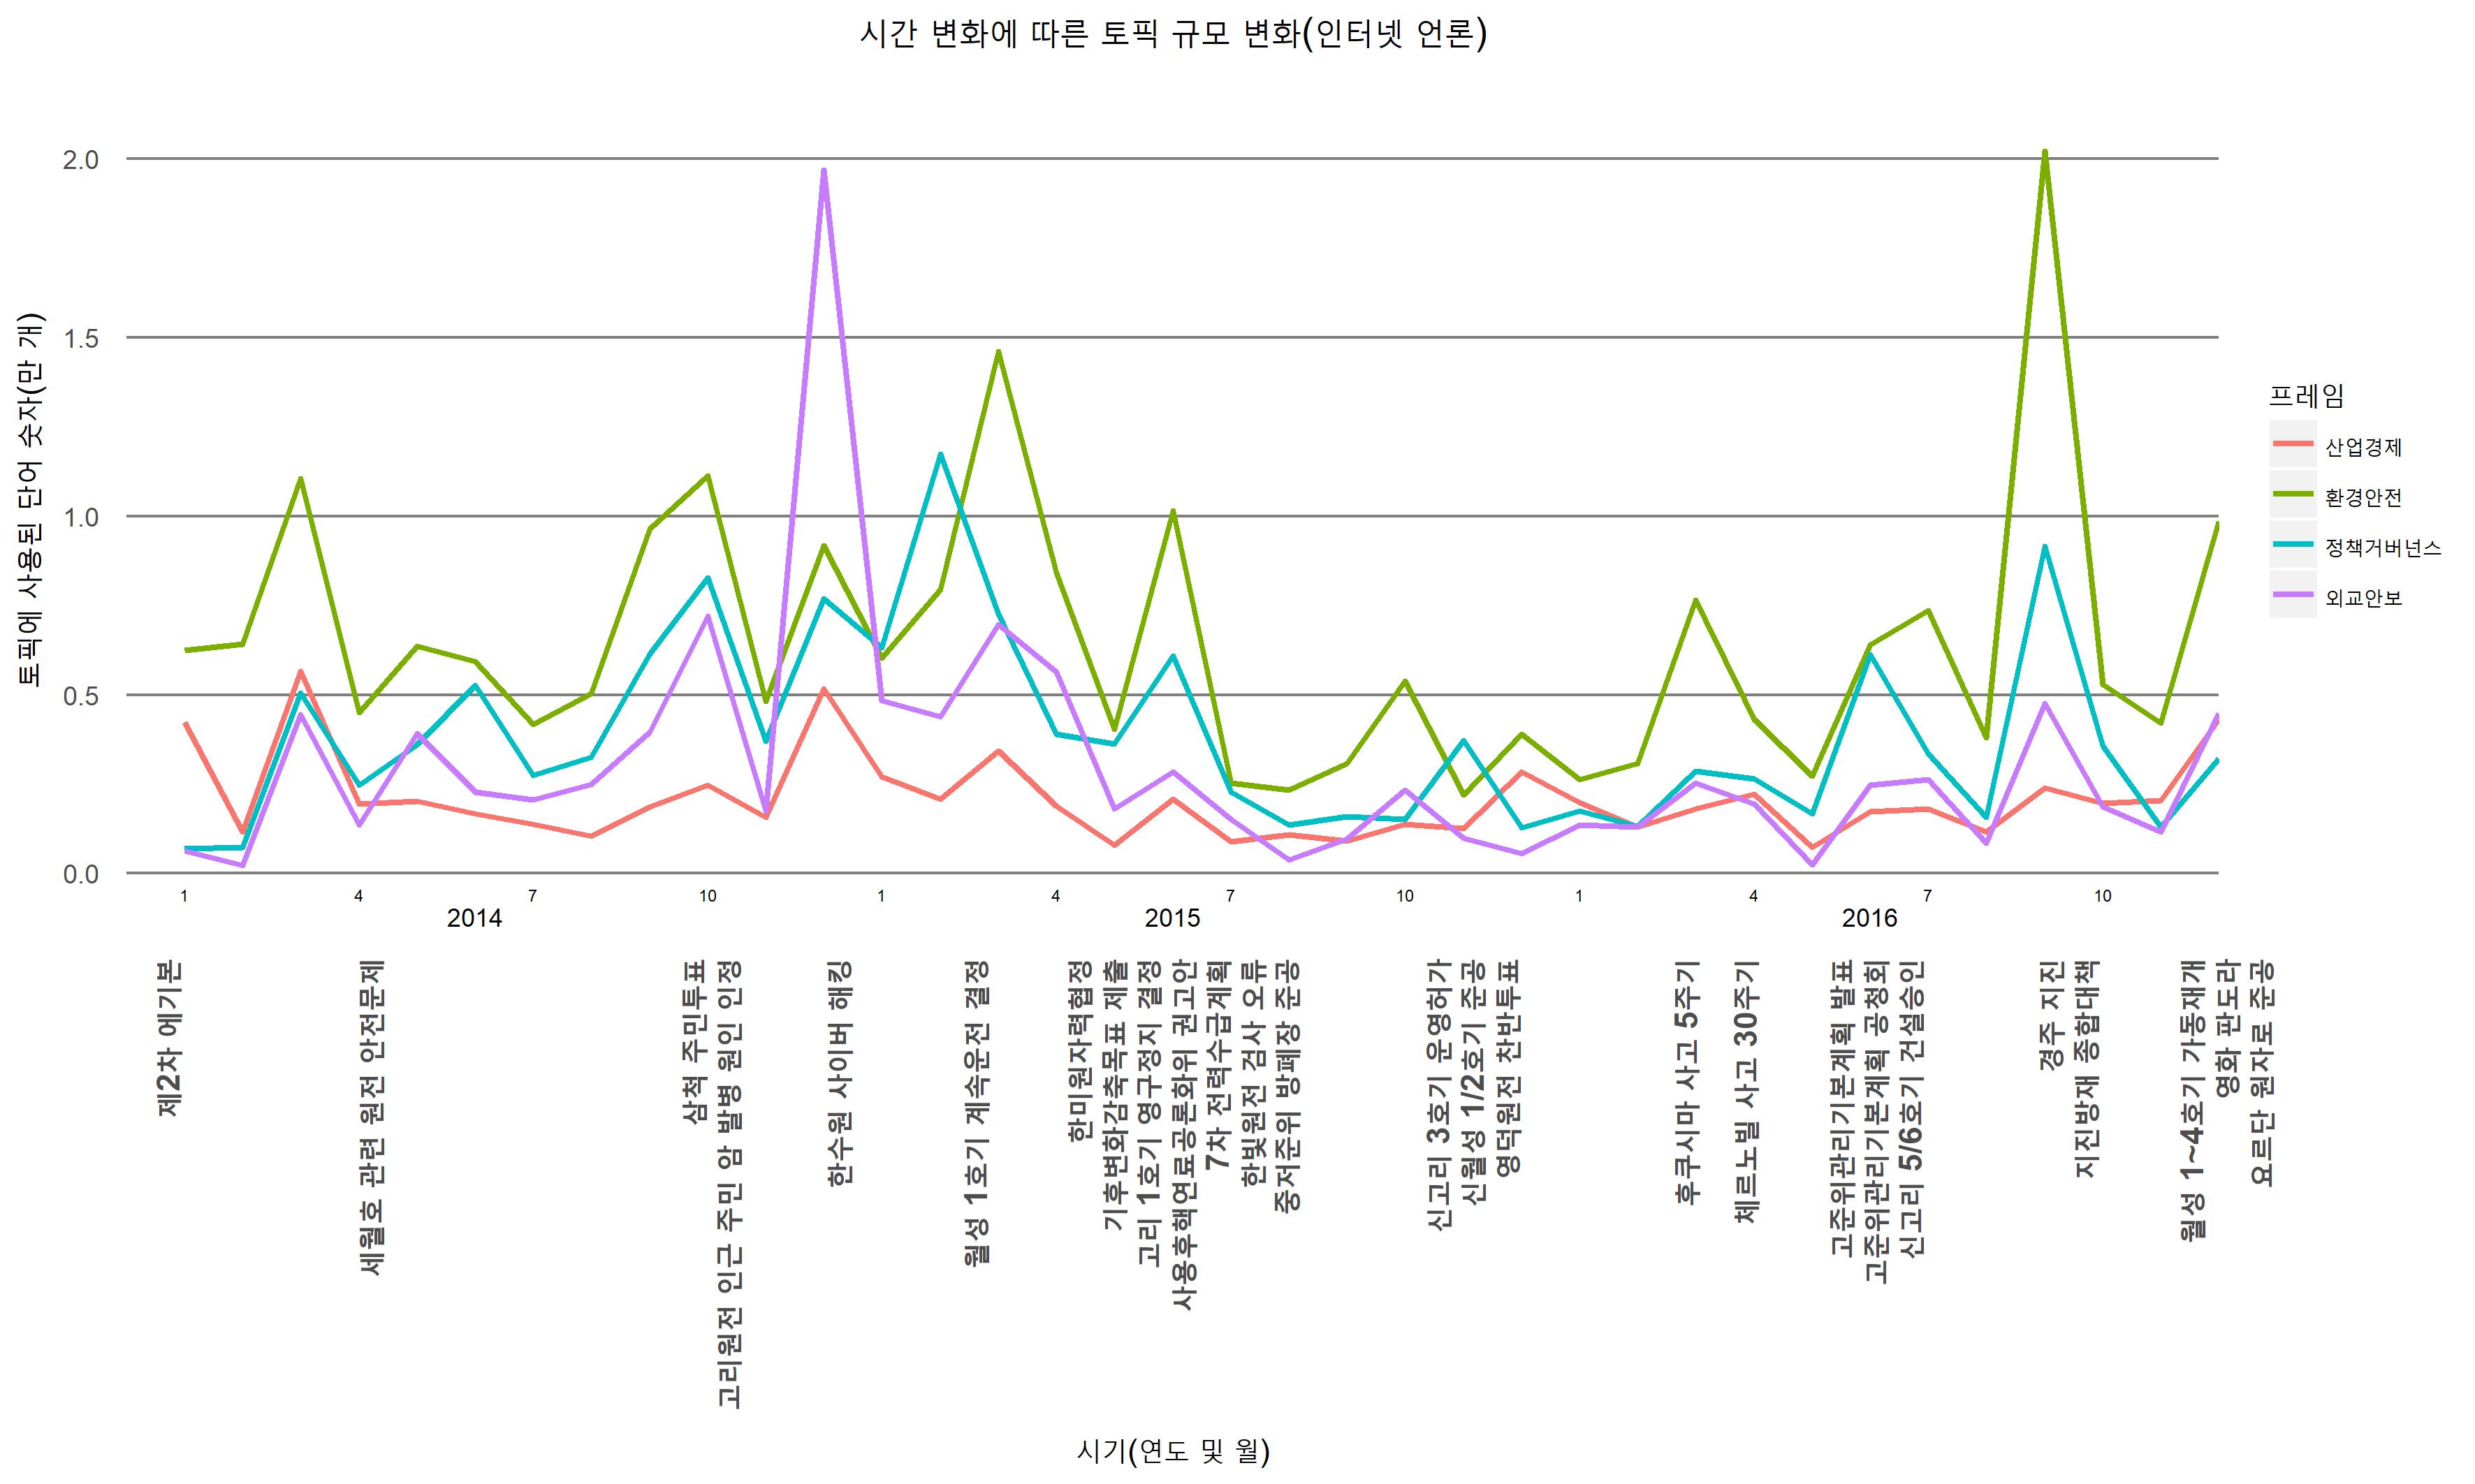 시간 변화에 따른 토픽 규모 변화(인터넷 언론)
토픽에 사용된 단어 숫자(만 개)
2.0
1.5
1.0
0.5
0.0
프레임
산업경제
환경안전
정책거버넌스
외교안보
1
4
7
10
1
4
7
10
1
4
7
10
2014
2015
2016
제2차 에기본
세월호 관련 원전 안전문제
삼척 주민투표
고리원전 인근 주민 암 발병 원인 인정
한수원 사이버 해킹
월성 1호기 계속운전 결정
한미원자력협정
기후변화감축목표 제출
고리 1호기 영구정지 결정
사용후핵연료공론화위 권고안
7차 전력수급계획
한빛원전 검사 오류
중저준위 방폐장 준공
신고리 3호기 운영허가
신월성 1/2호기 준공
영덕원전 찬반투표
후쿠시마 사고 5주기
체르노빌 사고 30주기
고준위관리기본계획 발표
고준위관리기본계획 공청회
신고리 5/6호기 건설승인
경주 지진
지진방재 종합대책
월성 1~4호기 가동재개
영화 판도라
요르단 원자로 준공
시기(연도 및 월)